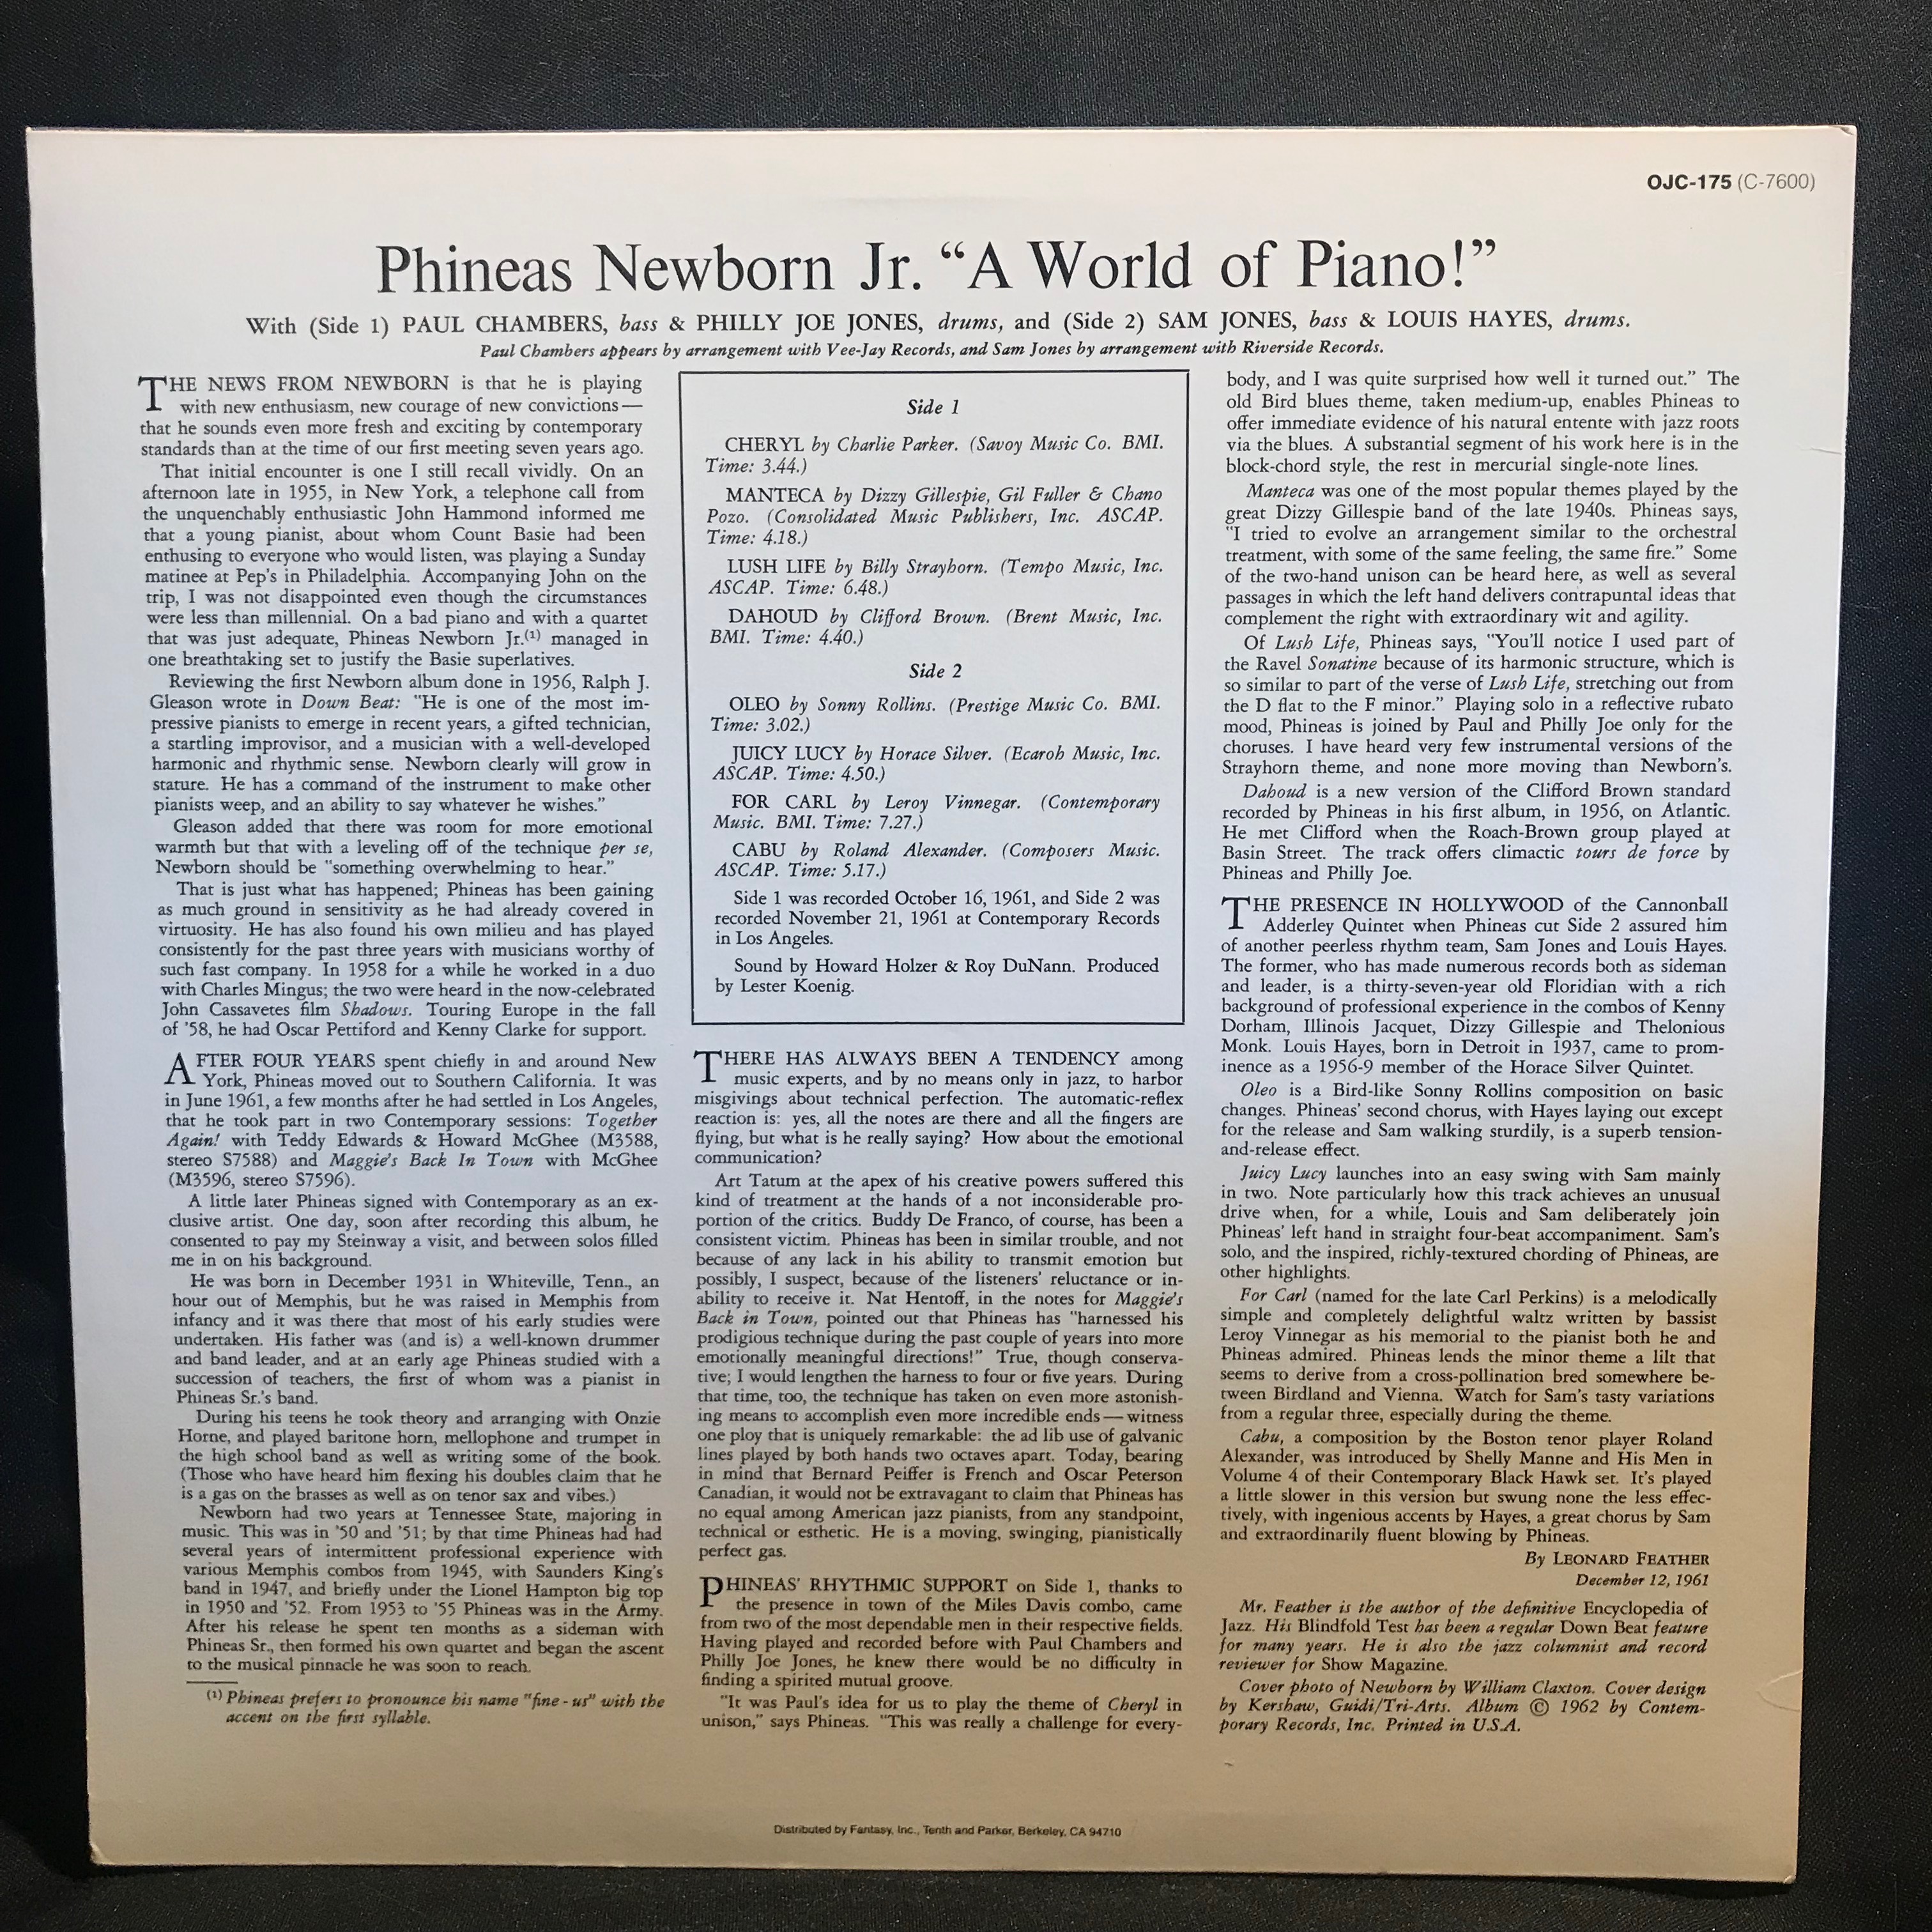 OJC-175 (C-7600)
Phineas Newborn Jr. “A World of Piano!”
With (Side 1) PAUL CHAMBERS, bass & PHILLY JOE JONES, drums, and (Side 2) SAM JONES, bass & LOUIS HAYES, drums.
Paul Chambers appears by arrangement with Vee-Jay Records, and Sam Jones by arrangement with Riverside Records.
THE NEWS FROM NEWBORN is that he is playing
with new enthusiasm, new courage of new convictions—
that he sounds even more fresh and exciting by contemporary
standards than at the time of our first meeting seven years ago.
That initial encounter is one I still recall vividly. On an
afternoon late in 1955, in New York, a telephone call from
the unquenchably enthusiastic John Hammond informed me
that a young pianist, about whom Count Basie had been
enthusing to everyone who would listen, was playing a Sunday
matinee at Pep's in Philadelphia. Accompanying John on the
trip, I was not disappointed even though the circumstances
were less than millennial. On a bad piano and with a quartet
that was just adequate, Phineas Newborn Jr.(1) managed in
one breathtaking set to justify the Basie superlatives.
Reviewing the first Newborn album done in 1956, Ralph J.
Gleason wrote in Down Beat: "He is one of the most im-
pressive pianists to emerge in recent years, a gifted technician,
a startling improvisor, and a musician with a well-developed
harmonic and rhythmic sense. Newborn clearly will grow in
stature. He has a command of the instrument to make other
pianists weep, and an ability to say whatever he wishes."
Gleason added that there was room for more emotional
warmth but that with a leveling off of the technique per se,
Newborn should be "something overwhelming to hear."
That is just what has happened; Phineas has been gaining
as much ground in sensitivity as he had already covered in
virtuosity. He has also found his own milieu and has played
consistently for the past three years with musicians worthy of
such fast company. In 1958 for a while he worked in a duo
with Charles Mingus; the two were heard in the now-celebrated
John Cassavetes film Shadows. Touring Europe in the fall
of '58, he had Oscar Pettiford and Kenny Clarke for support.
AFTER FOUR YEARS spent chiefly in and around New
York, Phineas moved out to Southern California. It was
in June 1961, a few months after he had settled in Los Angeles,
that he took part in two Contemporary sessions: Together
Again! with Teddy Edwards & Howard McGhee (M3588,
stereo S7588) and Maggie's Back In Town with McGhee
(M3596, stereo S7596).
A little later Phineas signed with Contemporary as an ex-
clusive artist. One day, soon after recording this album, he
consented to pay my Steinway a visit, and between solos filled
me in on his background.
He was born in December 1931 in Whiteville, Tenn., an
hour out of Memphis, but he was raised in Memphis from
infancy and it was there that most of his early studies were
undertaken. His father was (and is) a well-known drummer
and band leader, and at an early age Phineas studied with a
succession of teachers, the first of whom was a pianist in
Phineas Sr.'s band.
During his teens he took theory and arranging with Onzie
Horne, and played baritone horn, mellophone and trumpet in
the high school band as well as writing some of the book.
(Those who have heard him flexing his doubles claim that he
is a gas on the brasses as well as on tenor sax and vibes.)
Newborn had two years at Tennessee State, majoring in
music. This was in '50 and '51; by that time Phineas had had
several years of intermittent professional experience with
various Memphis combos from 1945, with Saunders King's
band in 1947, and briefly under the Lionel Hampton big top
in 1950 and '52. From 1953 to '55 Phineas was in the Army.
After his release he spent ten months as a sideman with
Phineas Sr., then formed his own quartet and began the ascent
to the musical pinnacle he was soon to reach.
(1) Phineas prefers to pronounce his name "fine - us" with the
accent on the first syllable.
Side 1
CHERYL by Charlie Parker. (Savoy Music Co. BMI.
Time: 3.44.)
MANTECA by Dizzy Gillespie, Gil Fuller & Chano
Pozo. (Consolidated Music Publishers, Inc. ASCAP.
Time: 4.18.)
LUSH LIFE by Billy Strayhorn. (Tempo Music, Inc.
ASCAP. Time: 6.48.)
DAHOUD by Clifford Brown. (Brent Music, Inc.
BMI. Time: 4.40.)
Side 2
OLEO by Sonny Rollins. (Prestige Music Co. BMI.
Time: 3.02.)
JUICY LUCY by Horace Silver. (Ecaroh Music, Inc.
ASCAP. Time: 4.50.)
FOR CARL by Leroy Vinnegar. (Contemporary
Music. BMI. Time: 7.27.)
CABU by Roland Alexander. (Composers Music.
ASCAP. Time: 5.17.)
Side 1 was recorded October 16, 1961, and Side 2 was
recorded November 21, 1961 at Contemporary Records
in Los Angeles.
Sound by Howard Holzer & Roy DuNann. Produced
by Lester Koenig.
THERE HAS ALWAYS BEEN A TENDENCY among
music experts, and by no means only in jazz, to harbor
misgivings about technical perfection. The automatic-reflex
reaction is: yes, all the notes are there and all the fingers are
flying, but what is he really saying? How about the emotional
communication?
Art Tatum at the apex of his creative powers suffered this
kind of treatment at the hands of a not inconsiderable pro-
portion of the critics. Buddy De Franco, of course, has been a
consistent victim. Phineas has been in similar trouble, and not
because of any lack in his ability to transmit emotion but
possibly, I suspect, because of the listeners' reluctance or in-
ability to receive it. Nat Hentoff, in the notes for Maggie's
Back in Town, pointed out that Phineas has "harnessed his
prodigious technique during the past couple of years into more
emotionally meaningful directions!" True, though conserva-
tive; I would lengthen the harness to four or five years. During
that time, too, the technique has taken on even more astonish-
ing means to accomplish even more incredible ends—witness
one ploy that is uniquely remarkable: the ad lib use of galvanic
lines played by both hands two octaves apart. Today, bearing
in mind that Bernard Peiffer is French and Oscar Peterson
Canadian, it would not be extravagant to claim that Phineas has
no equal among American jazz pianists, from any standpoint,
technical or esthetic. He is a moving, swinging, pianistically
perfect gas.
PHINEAS' RHYTHMIC SUPPORT on Side 1, thanks to
the presence in town of the Miles Davis combo, came
from two of the most dependable men in their respective fields.
Having played and recorded before with Paul Chambers and
Philly Joe Jones, he knew there would be no difficulty in
finding a spirited mutual groove.
"It was Paul's idea for us to play the theme of Cheryl in
unison," says Phineas. "This was really a challenge for every-
body, and I was quite surprised how well it turned out." The
old Bird blues theme, taken medium-up, enables Phineas to
offer immediate evidence of his natural entente with jazz roots
via the blues. A substantial segment of his work here is in the
block-chord style, the rest in mercurial single-note lines.
Manteca was one of the most popular themes played by the
great Dizzy Gillespie band of the late 1940s. Phineas says,
"I tried to evolve an arrangement similar to the orchestral
treatment, with some of the same feeling, the same fire." Some
of the two-hand unison can be heard here, as well as several
passages in which the left hand delivers contrapuntal ideas that
complement the right with extraordinary wit and agility.
Of Lush Life, Phineas says, "You'll notice I used part of
the Ravel Sonatine because of its harmonic structure, which is
so similar to part of the verse of Lush Life, stretching out from
the D flat to the F minor." Playing solo in a reflective rubato
mood, Phineas is joined by Paul and Philly Joe only for the
choruses. I have heard very few instrumental versions of the
Strayhorn theme, and none more moving than Newborn's.
Dahoud is a new version of the Clifford Brown standard
recorded by Phineas in his first album, in 1956, on Atlantic.
He met Clifford when the Roach-Brown group played at
Basin Street. The track offers climactic tours de force by
Phineas and Philly Joe.
THE PRESENCE IN HOLLYWOOD of the Cannonball
Adderley Quintet when Phineas cut Side 2 assured him
of another peerless rhythm team, Sam Jones and Louis Hayes.
The former, who has made numerous records both as sideman
and leader, is a thirty-seven-year old Floridian with a rich
background of professional experience in the combos of Kenny
Dorham, Illinois Jacquet, Dizzy Gillespie and Thelonious
Monk. Louis Hayes, born in Detroit in 1937, came to prom-
inence as a 1956-9 member of the Horace Silver Quintet.
Oleo is a Bird-like Sonny Rollins composition on basic
changes. Phineas' second chorus, with Hayes laying out except
for the release and Sam walking sturdily, is a superb tension-
and-release effect.
Juicy Lucy launches into an easy swing with Sam mainly
in two. Note particularly how this track achieves an unusual
drive when, for a while, Louis and Sam deliberately join
Phineas' left hand in straight four-beat accompaniment. Sam's
solo, and the inspired, richly-textured chording of Phineas, are
other highlights.
For Carl (named for the late Carl Perkins) is a melodically
simple and completely delightful waltz written by bassist
Leroy Vinnegar as his memorial to the pianist both he and
Phineas admired. Phineas lends the minor theme a lilt that
seems to derive from a cross-pollination bred somewhere be-
tween Birdland and Vienna. Watch for Sam's tasty variations
from a regular three, especially during the theme.
Cabu, a composition by the Boston tenor player Roland
Alexander, was introduced by Shelly Manne and His Men in
Volume 4 of their Contemporary Black Hawk set. It's played
a little slower in this version but swung none the less effec-
tively, with ingenious accents by Hayes, a great chorus by Sam
and extraordinarily fluent blowing by Phineas.
By LEONARD FEATHER
December 12, 1961
Mr. Feather is the author of the definitive Encyclopedia of
Jazz. His Blindfold Test has been a regular Down Beat feature
for many years. He is also the jazz columnist and record
reviewer for Show Magazine.
Cover photo of Newborn by William Claxton. Cover design
by Kershaw, Guidi/Tri-Arts. Album © 1962 by Contem-
porary Records, Inc. Printed in U.S.A.
Distributed by Fantasy, Inc., Tenth and Parker, Berkeley, CA 94710